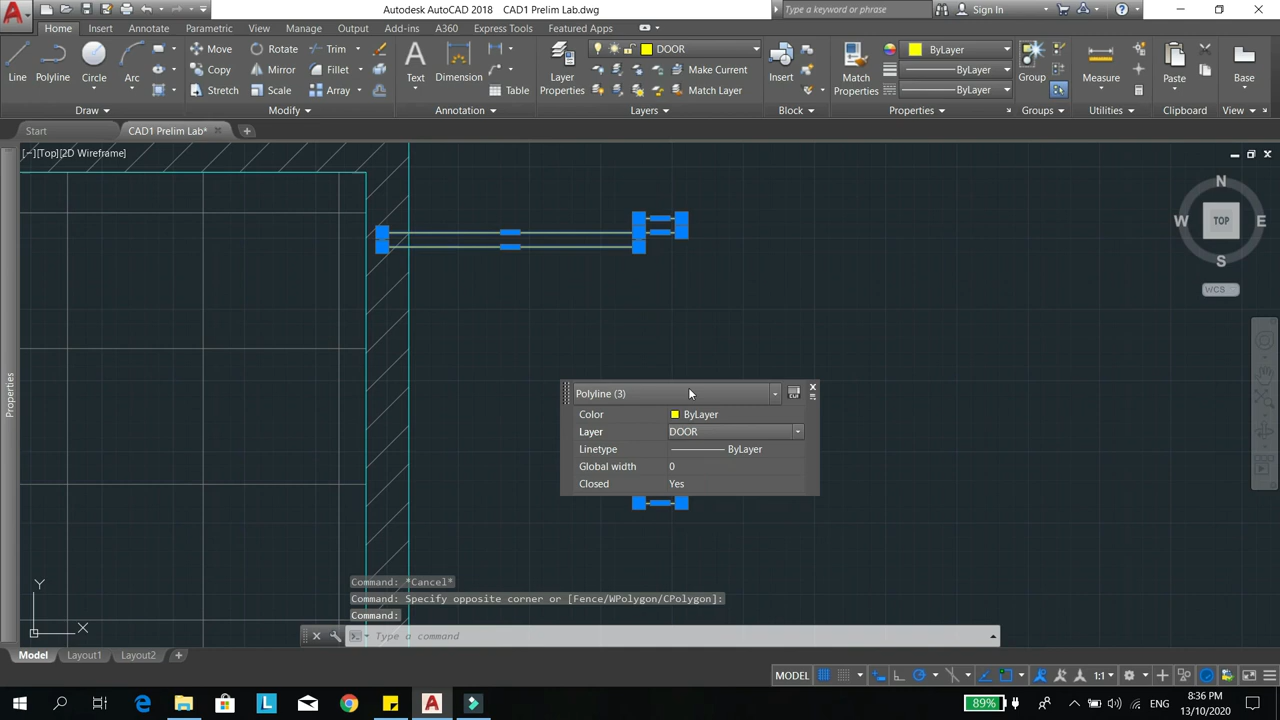 Autodesk AutoCAD 2018 CAD1 Prelim Lab.dwg
Type a keyword or phrase
Sign In
Home Insert Annotate Parametric View Manage Output Add-ins A360 Express Tools Featured Apps
Move Rotate Trim
Copy Mirror Fillet
Stretch Scale Array
Line Polyline Circle Arc
Text Dimension Table
Layer Properties
DOOR
Make Current
Match Layer
Insert
Match Properties
ByLayer
ByLayer
ByLayer
Group
Measure
Paste
Base
Draw Modify Annotation Layers Block Properties Groups Utilities Clipboard View
Start CAD1 Prelim Lab*
[−][Top][2D Wireframe]
N
W TOP E
S
WCS
Properties
Polyline (3)
Color ByLayer
Layer DOOR
Linetype ByLayer
Global width 0
Closed Yes
Y
X
Command: *Cancel*
Command: Specify opposite corner or [Fence/WPolygon/CPolygon]:
Command:
Type a command
Model Layout1 Layout2 +
MODEL 1:1
89%
8:36 PM
13/10/2020